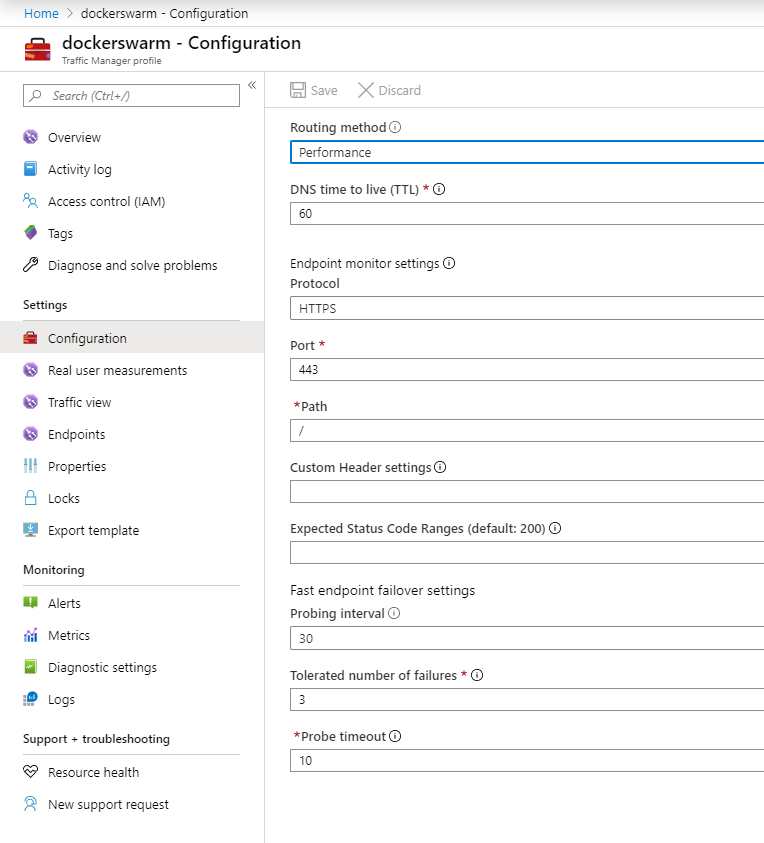 Home > dockerswarm - Configuration
dockerswarm - Configuration
Traffic Manager profile
Search (Ctrl+/)
«
Overview
Activity log
Access control (IAM)
Tags
Diagnose and solve problems
Settings
Configuration
Real user measurements
Traffic view
Endpoints
Properties
Locks
Export template
Monitoring
Alerts
Metrics
Diagnostic settings
Logs
Support + troubleshooting
Resource health
New support request
Save Discard
Routing method
Performance
DNS time to live (TTL) *
60
Endpoint monitor settings
Protocol
HTTPS
Port *
443
*Path
/
Custom Header settings
Expected Status Code Ranges (default: 200)
Fast endpoint failover settings
Probing interval
30
Tolerated number of failures *
3
*Probe timeout
10